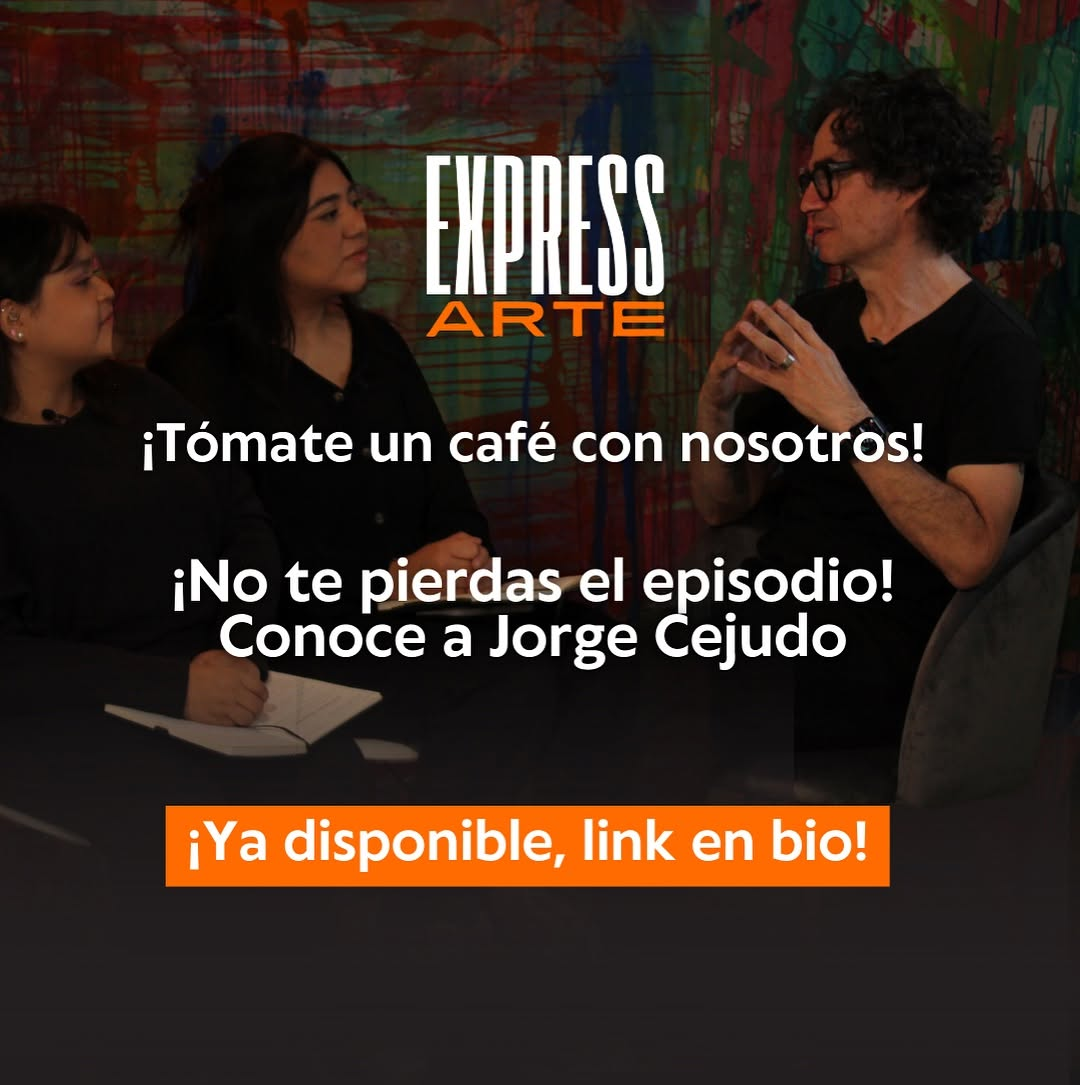 EXPRESS
ARTE
¡Tómate un café con nosotros!
¡No te pierdas el episodio!
Conoce a Jorge Cejudo
¡Ya disponible, link en bio!